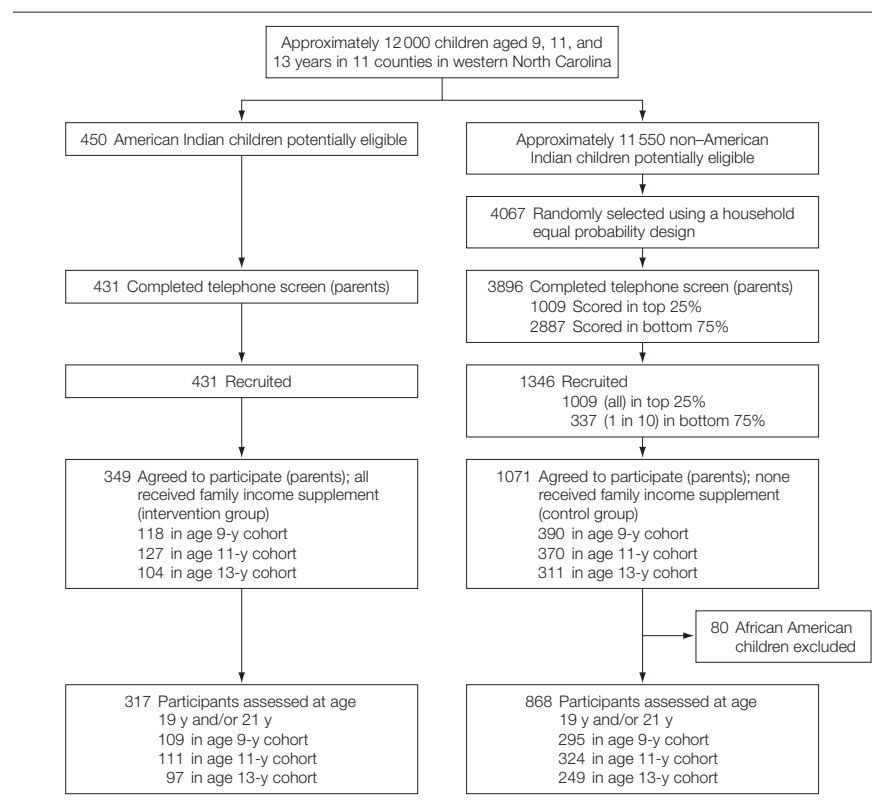 Approximately 12 000 children aged 9, 11, and
13 years in 11 counties in western North Carolina
450 American Indian children potentially eligible
Approximately 11 550 non–American
Indian children potentially eligible
4067 Randomly selected using a household
equal probability design
431 Completed telephone screen (parents)
3896 Completed telephone screen (parents)
1009 Scored in top 25%
2887 Scored in bottom 75%
431 Recruited
1346 Recruited
1009 (all) in top 25%
337 (1 in 10) in bottom 75%
349 Agreed to participate (parents); all
received family income supplement
(intervention group)
118 in age 9-y cohort
127 in age 11-y cohort
104 in age 13-y cohort
1071 Agreed to participate (parents); none
received family income supplement
(control group)
390 in age 9-y cohort
370 in age 11-y cohort
311 in age 13-y cohort
80 African American
children excluded
317 Participants assessed at age
19 y and/or 21 y
109 in age 9-y cohort
111 in age 11-y cohort
97 in age 13-y cohort
868 Participants assessed at age
19 y and/or 21 y
295 in age 9-y cohort
324 in age 11-y cohort
249 in age 13-y cohort